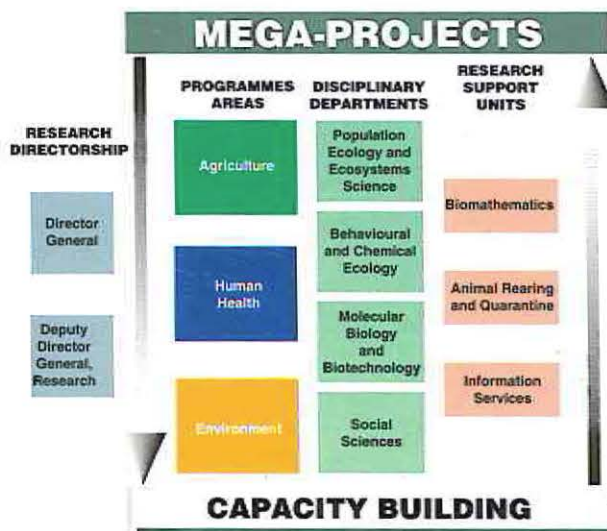 MEGA-PROJECTS
RESEARCH
DIRECTORSHIP
Director
General
Deputy
Director
General,
Research
PROGRAMMES
AREAS
Agriculture
Human
Health
Environment
DISCIPLINARY
DEPARTMENTS
Population
Ecology and
Ecosystems
Science
Behavioural
and Chemical
Ecology
Molecular
Biology
and
Biotechnology
Social
Sciences
RESEARCH
SUPPORT
UNITS
Biomathematics
Animal Rearing
and Quarantine
Information
Services
CAPACITY BUILDING